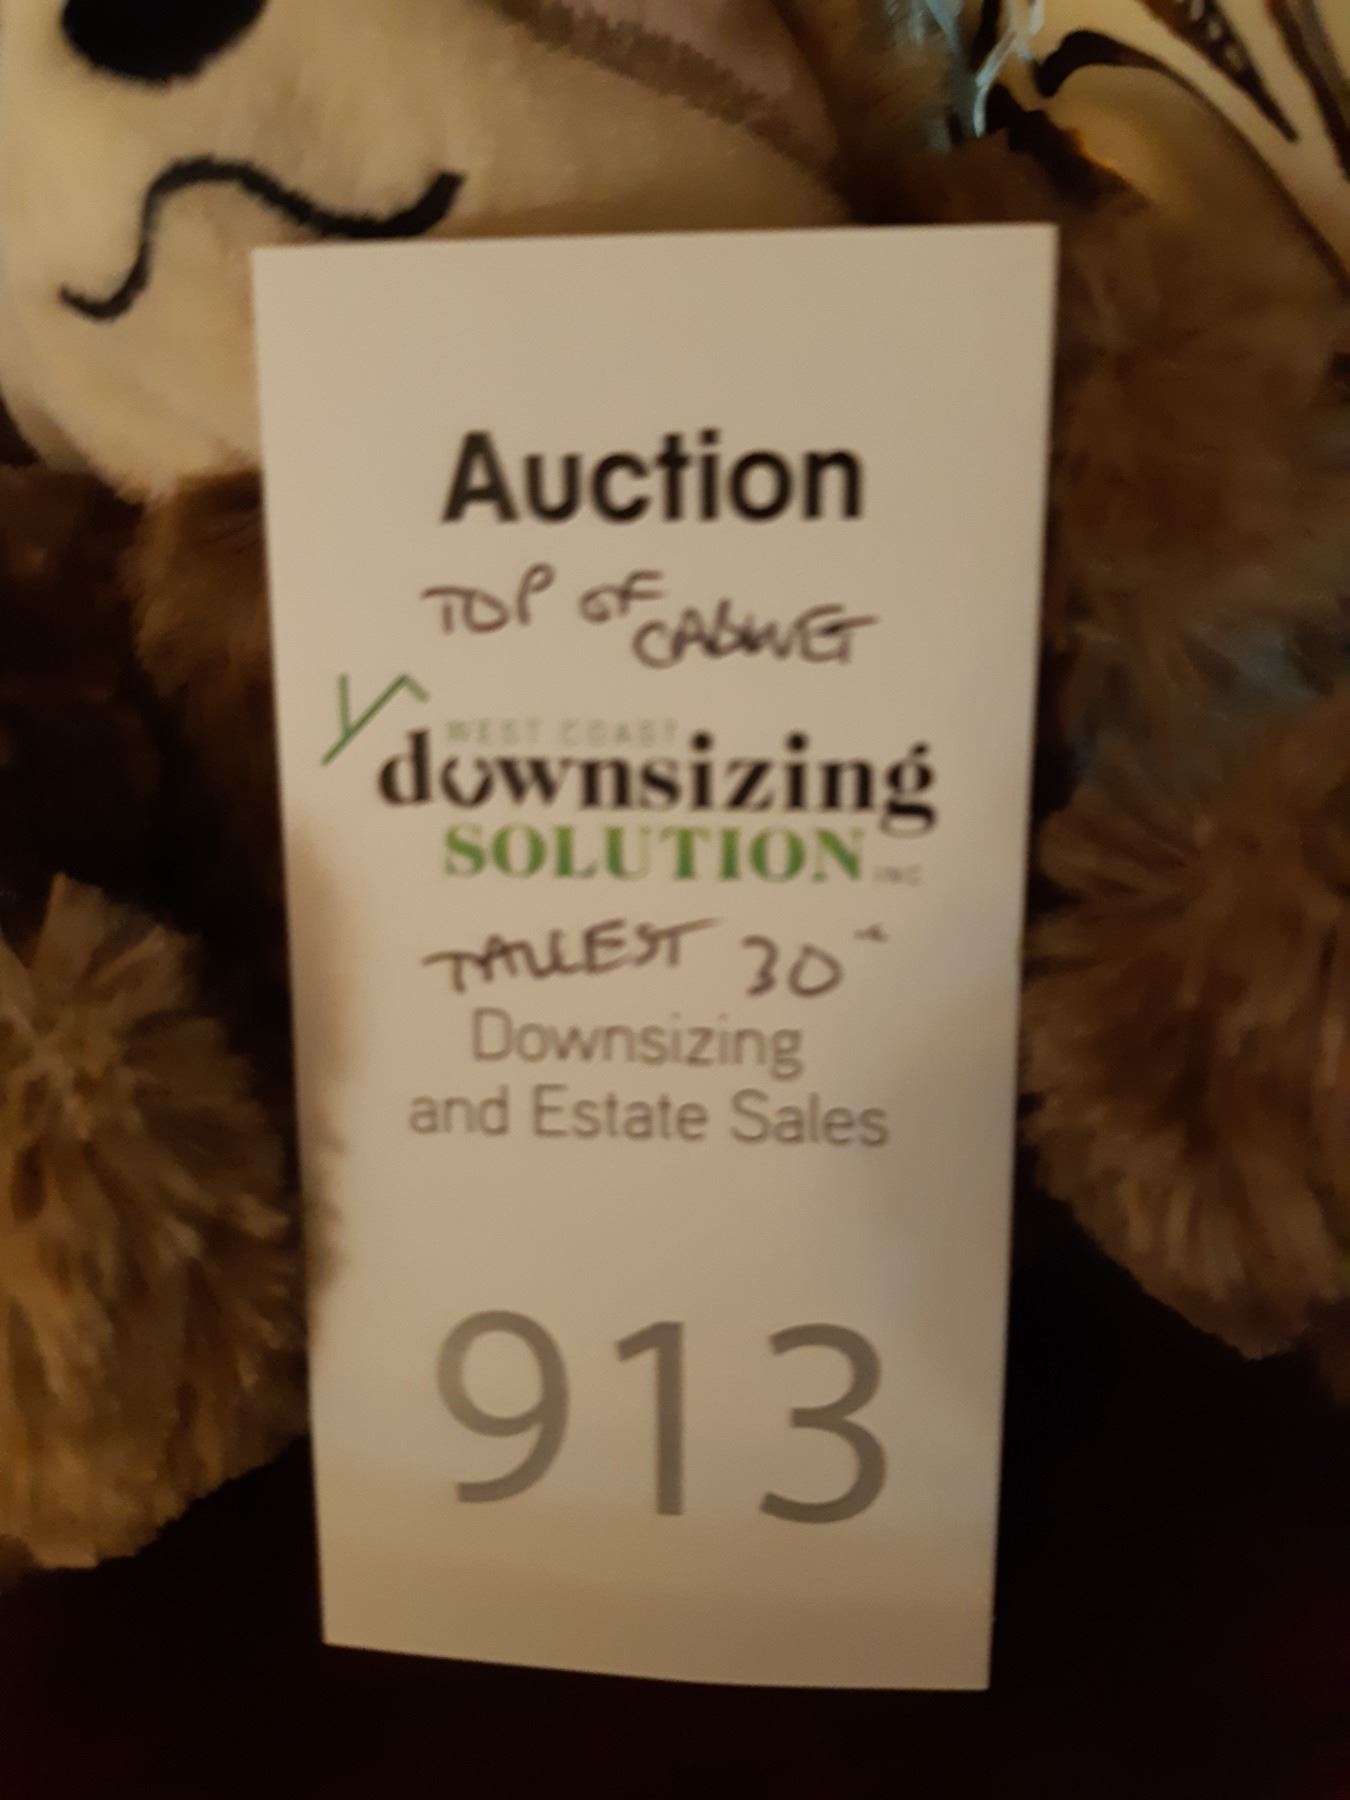 Auction
TOP OF CABINET
WEST COAST
downsizing
SOLUTION INC
TALLEST 30"
Downsizing
and Estate Sales
913